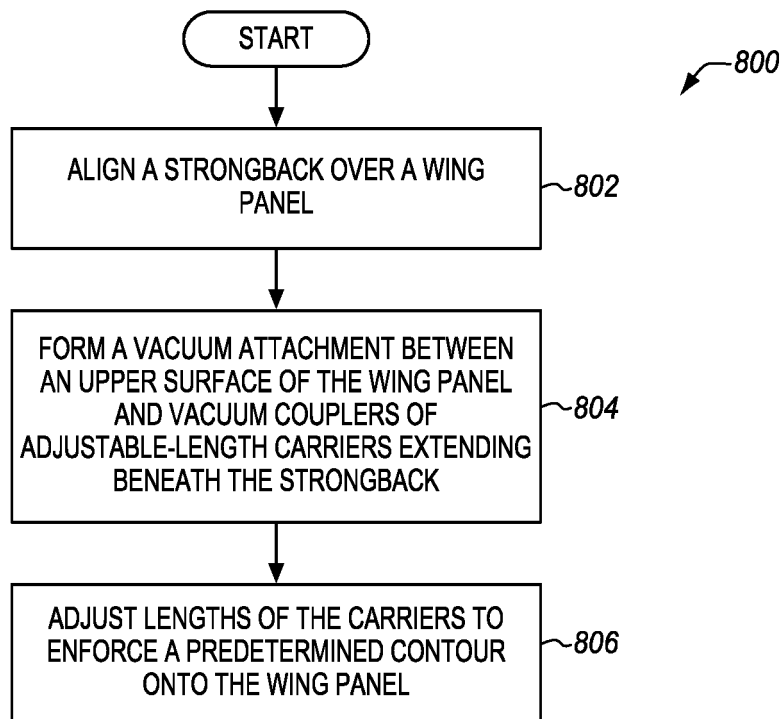 START
800
ALIGN A STRONGBACK OVER A WING
PANEL
802
FORM A VACUUM ATTACHMENT BETWEEN
AN UPPER SURFACE OF THE WING PANEL
AND VACUUM COUPLERS OF
ADJUSTABLE-LENGTH CARRIERS EXTENDING
BENEATH THE STRONGBACK
804
ADJUST LENGTHS OF THE CARRIERS TO
ENFORCE A PREDETERMINED CONTOUR
ONTO THE WING PANEL
806